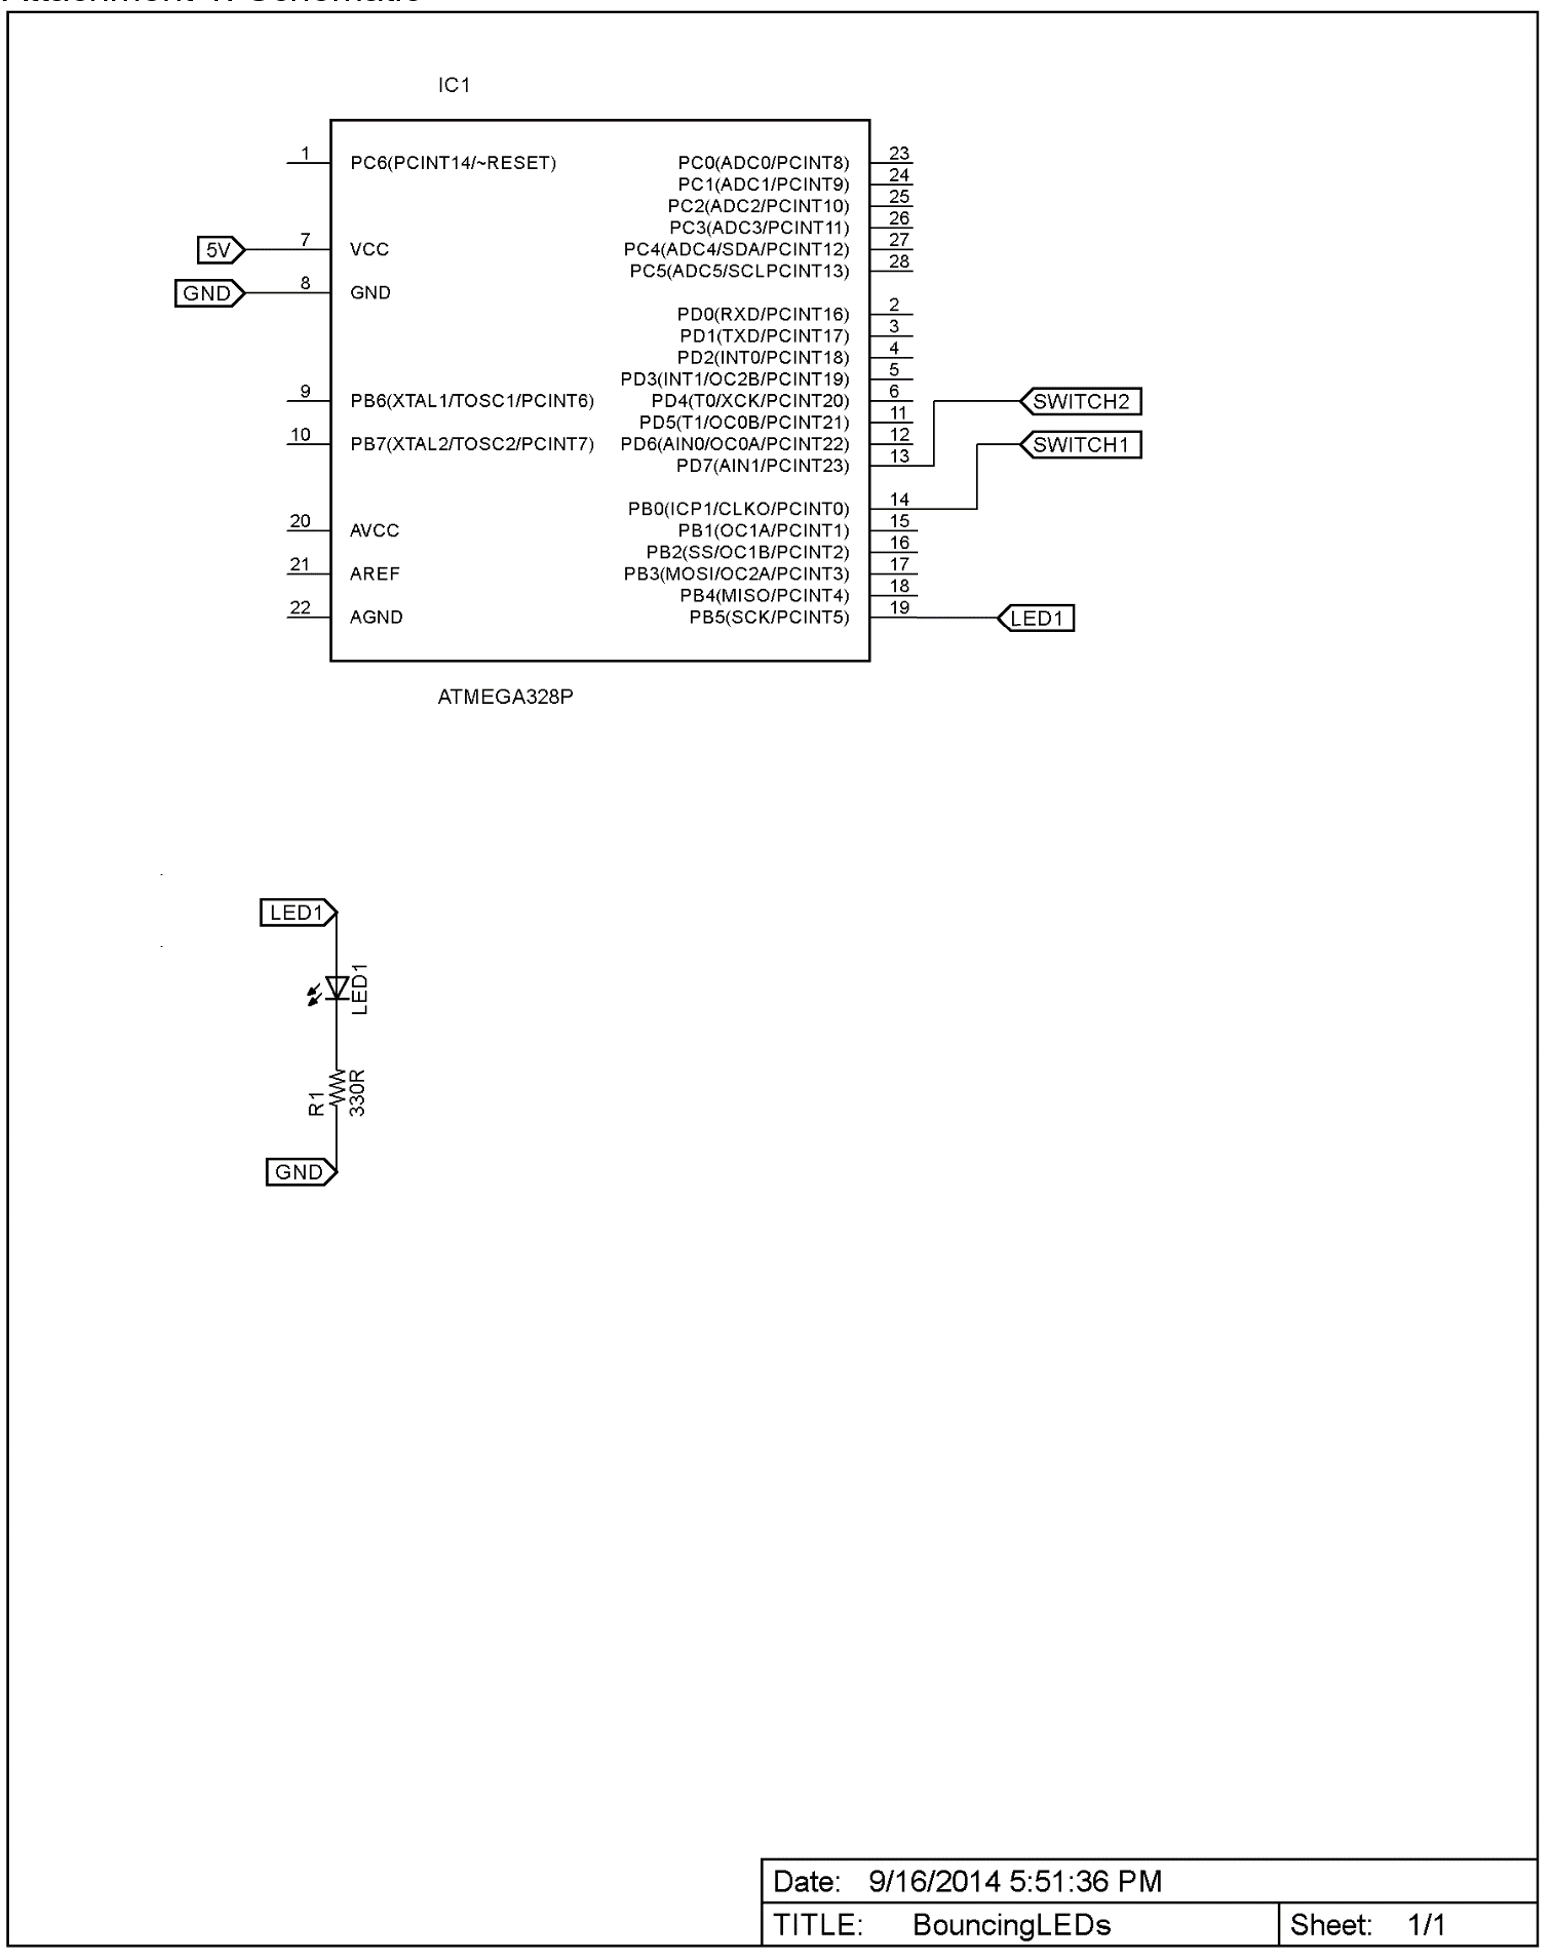 IC1
1 PC6(PCINT14/~RESET)
PC0(ADC0/PCINT8) 23
PC1(ADC1/PCINT9) 24
PC2(ADC2/PCINT10) 25
PC3(ADC3/PCINT11) 26
5V 7 VCC
PC4(ADC4/SDA/PCINT12) 27
PC5(ADC5/SCLPCINT13) 28
GND 8 GND
PD0(RXD/PCINT16) 2
PD1(TXD/PCINT17) 3
PD2(INT0/PCINT18) 4
PD3(INT1/OC2B/PCINT19) 5
9 PB6(XTAL1/TOSC1/PCINT6)
PD4(T0/XCK/PCINT20) 6
SWITCH2
PD5(T1/OC0B/PCINT21) 11
10 PB7(XTAL2/TOSC2/PCINT7)
PD6(AIN0/OC0A/PCINT22) 12
SWITCH1
PD7(AIN1/PCINT23) 13
PB0(ICP1/CLKO/PCINT0) 14
20 AVCC
PB1(OC1A/PCINT1) 15
PB2(SS/OC1B/PCINT2) 16
21 AREF
PB3(MOSI/OC2A/PCINT3) 17
PB4(MISO/PCINT4) 18
22 AGND
PB5(SCK/PCINT5) 19
LED1
ATMEGA328P
LED1
LED1
R1
330R
GND
Date: 9/16/2014 5:51:36 PM
TITLE: BouncingLEDs
Sheet: 1/1